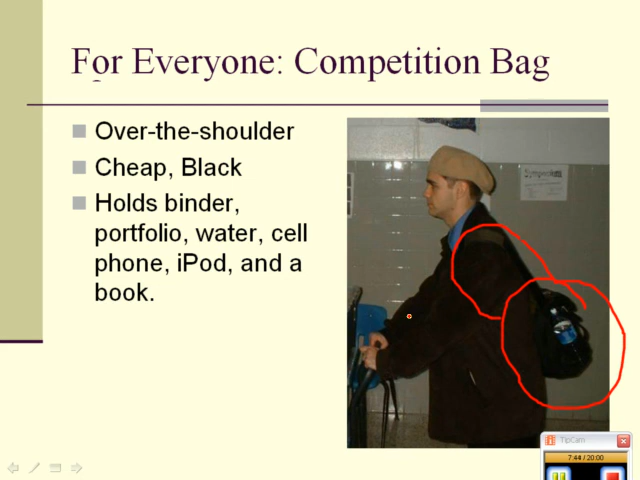 For Everyone: Competition Bag
Over-the-shoulder
Cheap, Black
Holds binder,
portfolio, water, cell
phone, iPod, and a
book.
TipCam
7:44 / 20:00